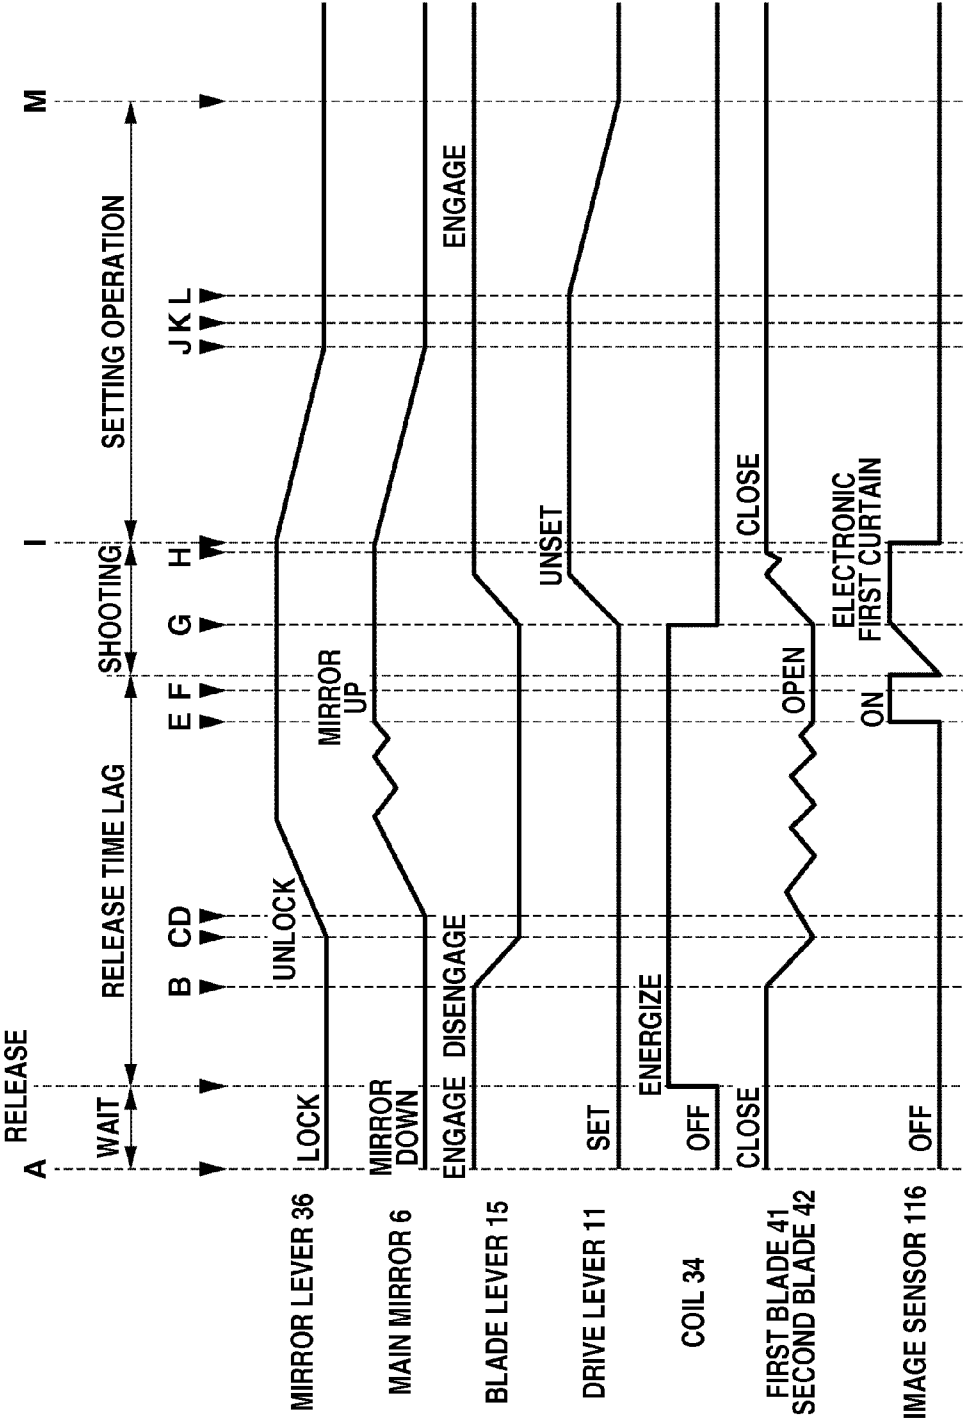 RELEASE
A
I
M
WAIT
RELEASE TIME LAG
SHOOTING
SETTING OPERATION
B
C
D
E
F
G
H
J
K
L
MIRROR LEVER 36
LOCK
UNLOCK
MAIN MIRROR 6
MIRROR
DOWN
MIRROR
UP
BLADE LEVER 15
ENGAGE
DISENGAGE
ENGAGE
DRIVE LEVER 11
SET
UNSET
COIL 34
OFF
ENERGIZE
FIRST BLADE 41
SECOND BLADE 42
CLOSE
OPEN
CLOSE
IMAGE SENSOR 116
OFF
ON
ELECTRONIC
FIRST CURTAIN